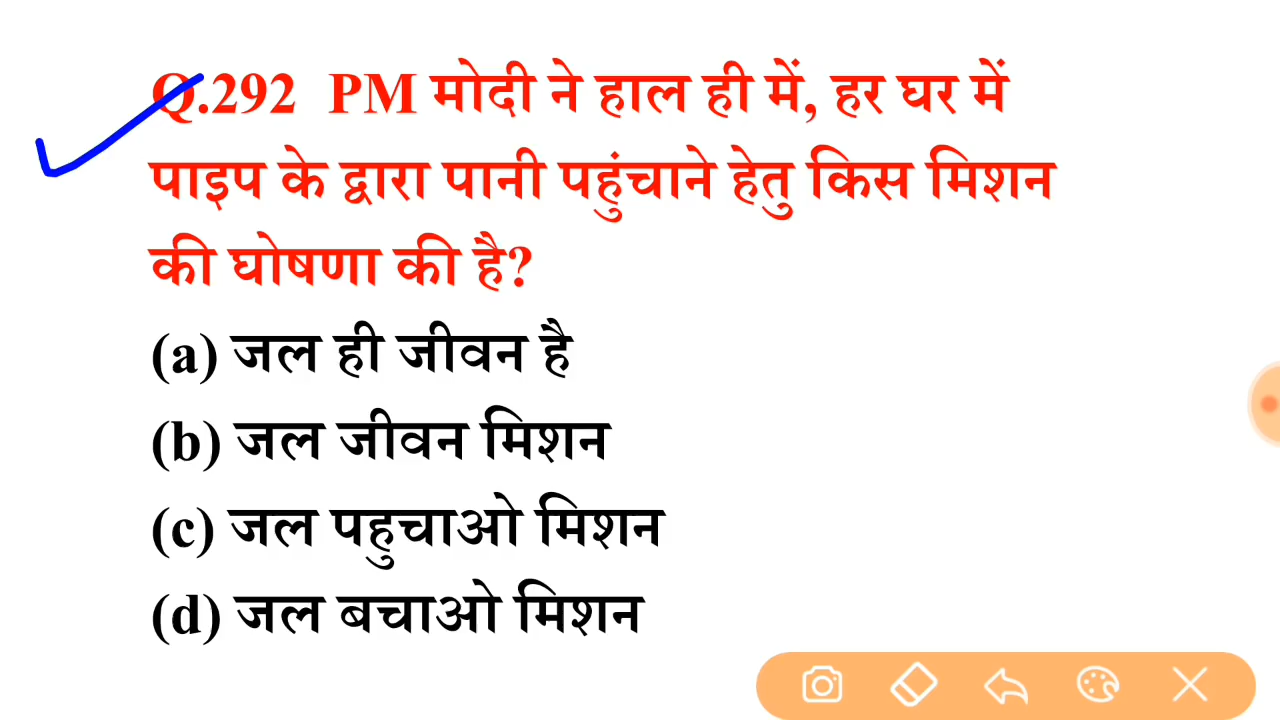 Q.292 PM मोदी ने हाल ही में, हर घर में
पाइप के द्वारा पानी पहुंचाने हेतु किस मिशन
की घोषणा की है?
(a) जल ही जीवन है
(b) जल जीवन मिशन
(c) जल पहुचाओ मिशन
(d) जल बचाओ मिशन